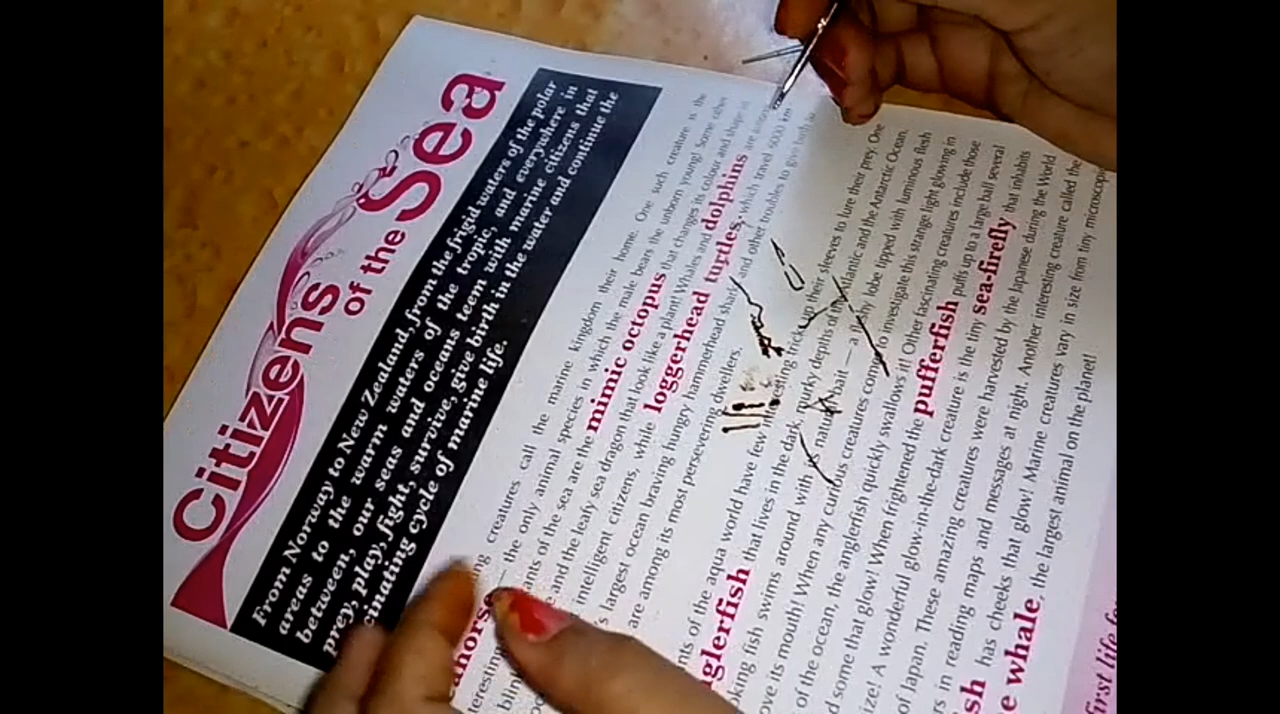 Citizens
of the Sea
From Norway to New Zealand, from the frigid waters of the polar
areas to the warm waters of the tropic, and everywhere in
between, our seas and oceans teem with marine citizens that
prey, play, fight, survive, give birth in the water and continue the
cinating cycle of marine life.
creatures call the marine kingdom their home. One such creature is the
the only animal species in which the male bears the unborn young! Some other
of the sea are the mimic octopus that changes its colour and shape
and the leafy sea dragon that look like a plant! Whales and dolphins are among
intelligent citizens, while loggerhead turtles, which travel 6000 km
largest ocean braving hungry hammerhead shark and other troubles to give birth
are among its most persevering dwellers.
of the aqua world have few interesting tricks up their sleeves to lure their prey. One
glerfish that lives in the dark murky depths of the Atlantic and the Antarctic Ocean.
oking fish swims around with its natural bait — a fleshy lobe tipped with luminous flesh
ove its mouth! When any curious creatures come to investigate this strange light glowing in
of the ocean, the anglerfish quickly swallows it! Other fascinating creatures include those
d some that glow! When frightened the pufferfish puffs up to a large ball several
ize! A wonderful glow-in-the-dark creature is the tiny sea-firefly that inhabits
of Japan. These amazing creatures were harvested by the Japanese during the World
rs in reading maps and messages at night. Another interesting creature called the
sh has cheeks that glow! Marine creatures vary in size from tiny microscopic
e whale, the largest animal on the planet!
first life